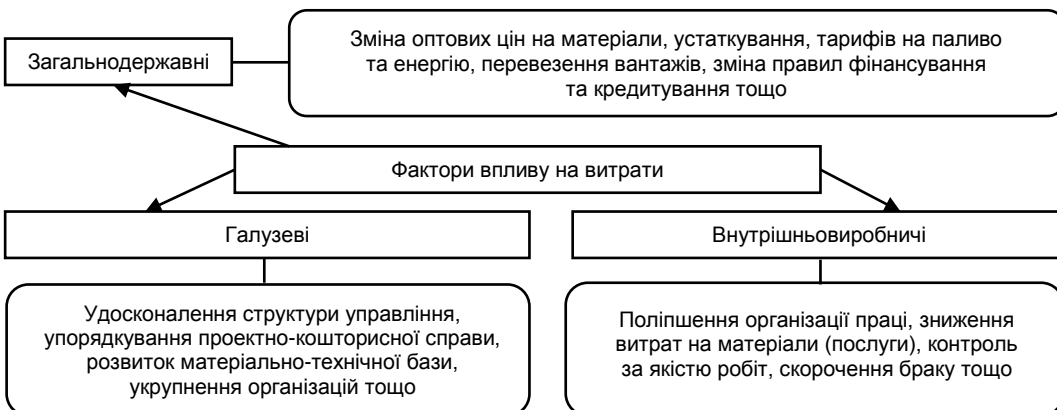 Загальнодержавні
Зміна оптових цін на матеріали, устаткування, тарифів на паливо
та енергію, перевезення вантажів, зміна правил фінансування
та кредитування тощо
Фактори впливу на витрати
Галузеві
Внутрішньовиробничі
Удосконалення структури управління,
упорядкування проектно-кошторисної справи,
розвиток матеріально-технічної бази,
укрупнення організацій тощо
Поліпшення організації праці, зниження
витрат на матеріали (послуги), контроль
за якістю робіт, скорочення браку тощо